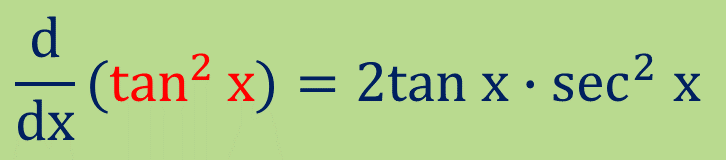 d/dx (tan² x) = 2tan x · sec² x